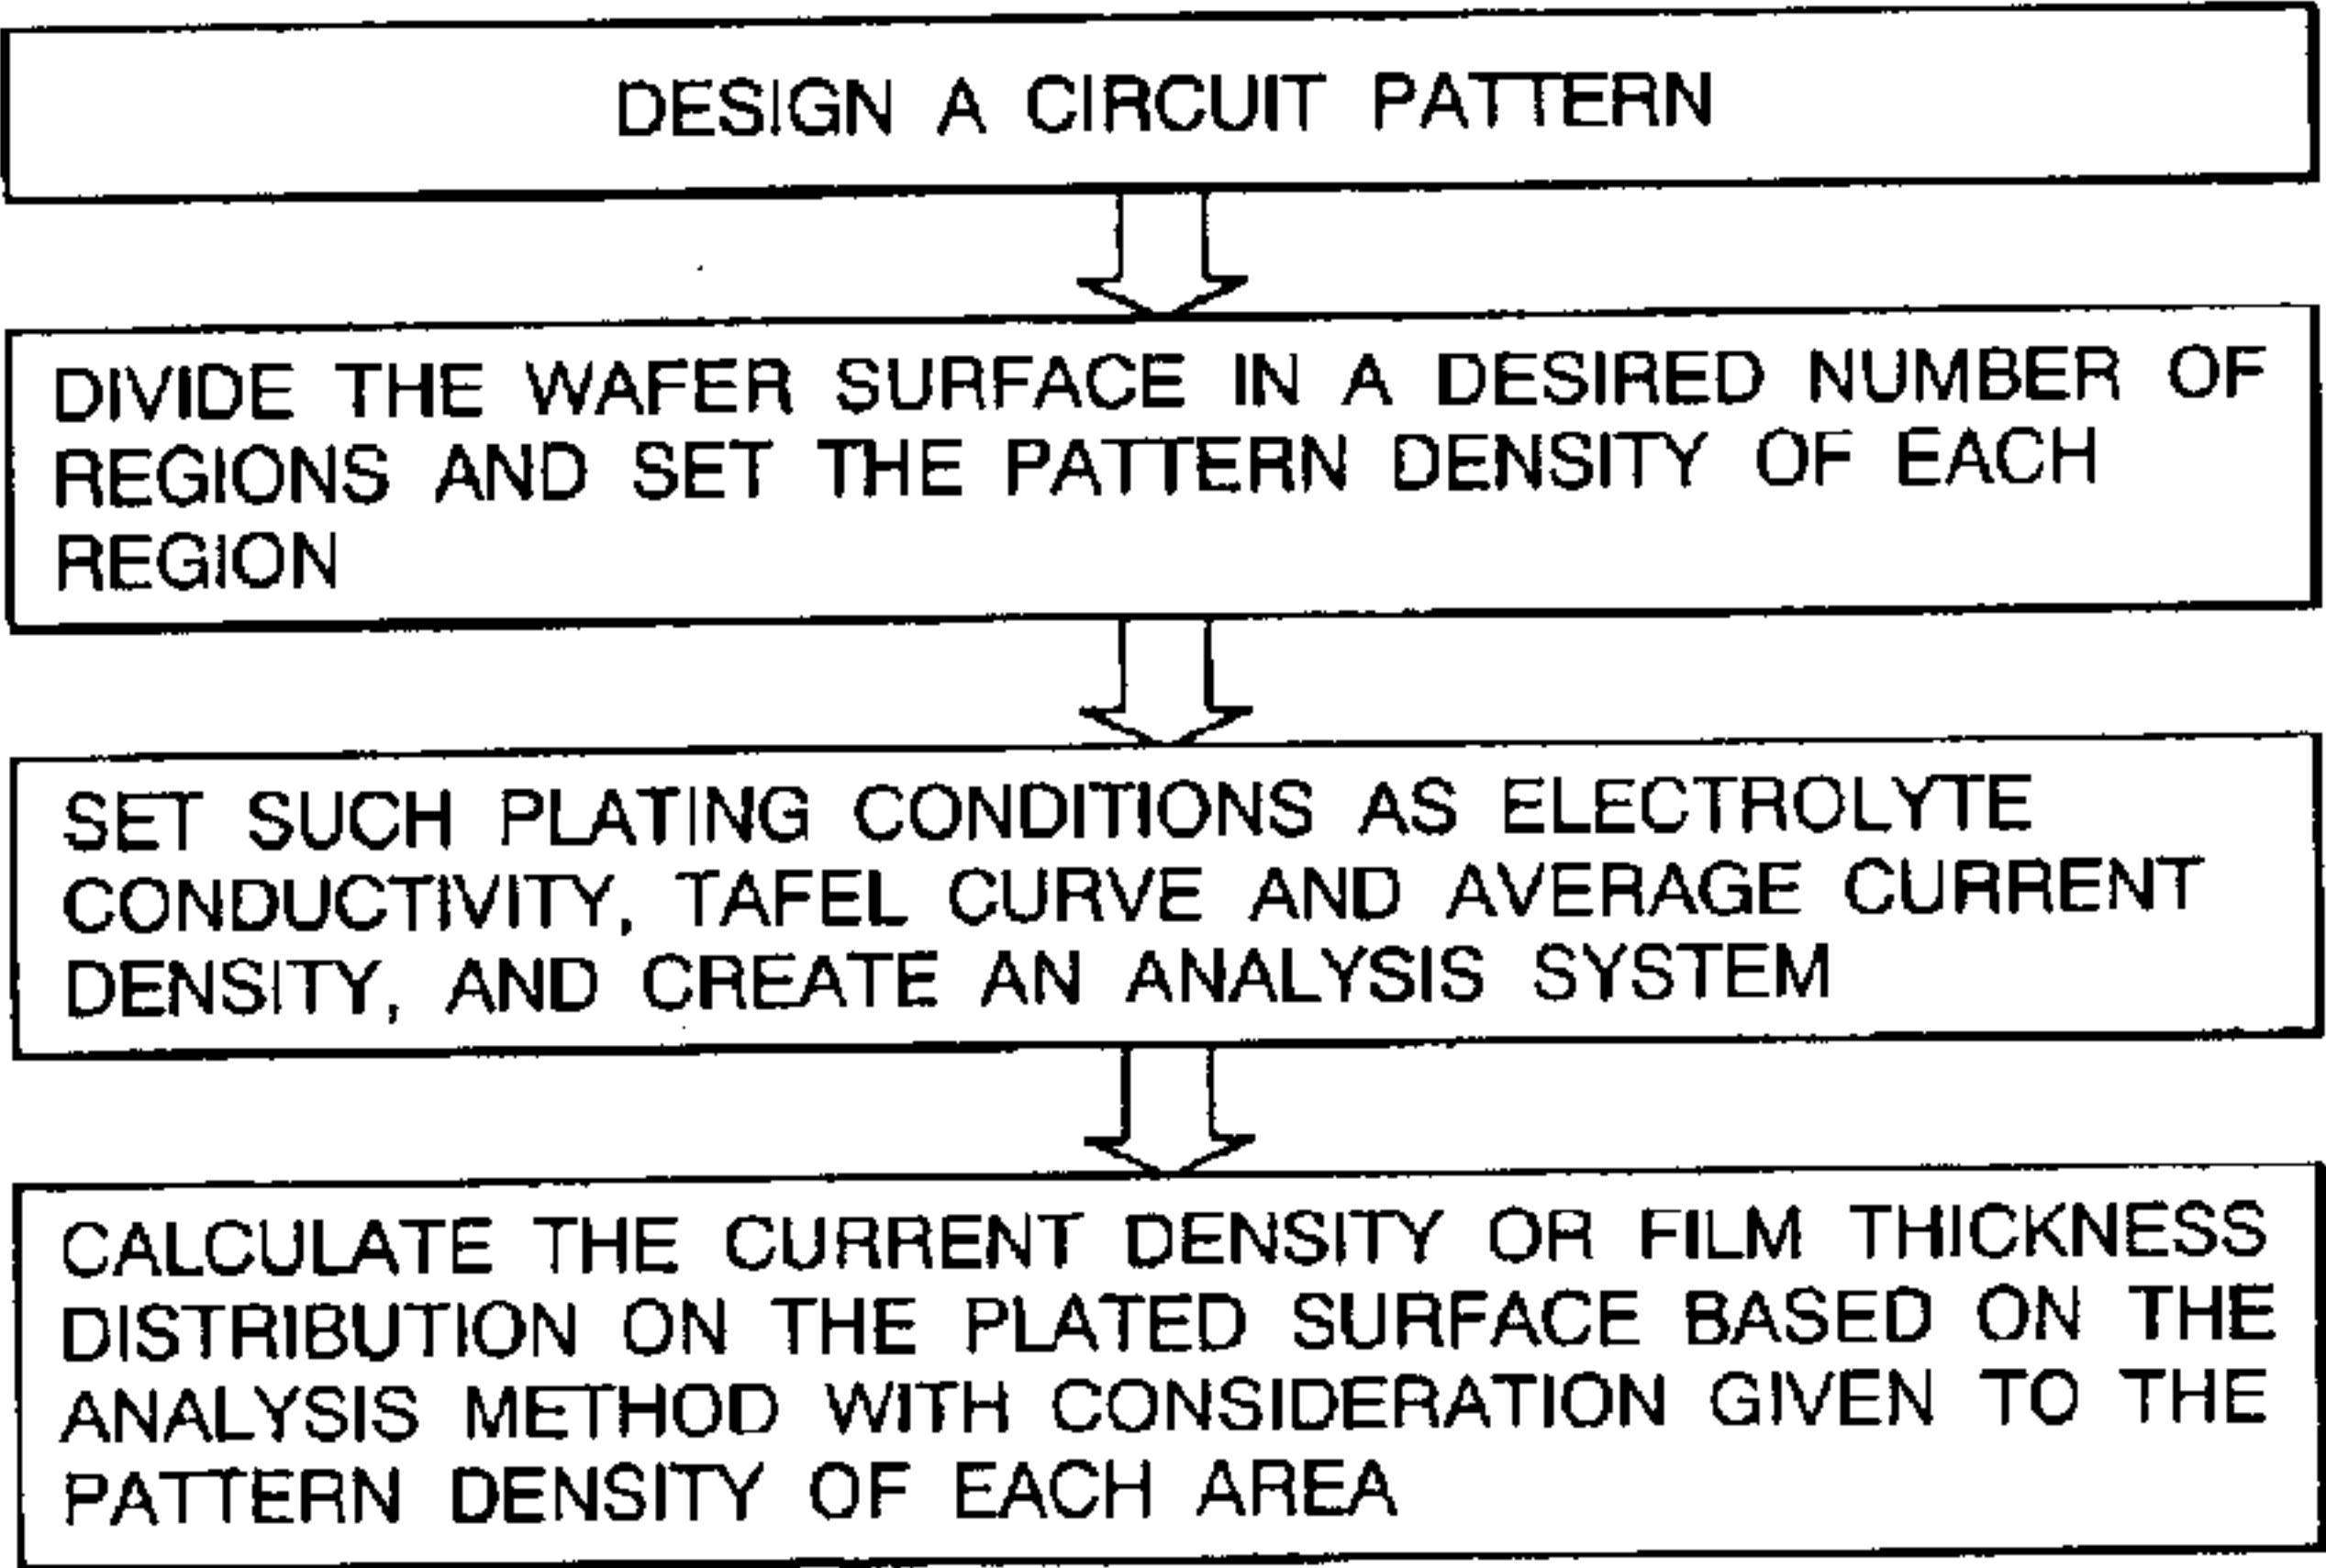 DESIGN A CIRCUIT PATTERN
DIVIDE THE WAFER SURFACE IN A DESIRED NUMBER OF
REGIONS AND SET THE PATTERN DENSITY OF EACH
REGION
SET SUCH PLATING CONDITIONS AS ELECTROLYTE
CONDUCTIVITY, TAFEL CURVE AND AVERAGE CURRENT
DENSITY, AND CREATE AN ANALYSIS SYSTEM
CALCULATE THE CURRENT DENSITY OR FILM THICKNESS
DISTRIBUTION ON THE PLATED SURFACE BASED ON THE
ANALYSIS METHOD WITH CONSIDERATION GIVEN TO THE
PATTERN DENSITY OF EACH AREA